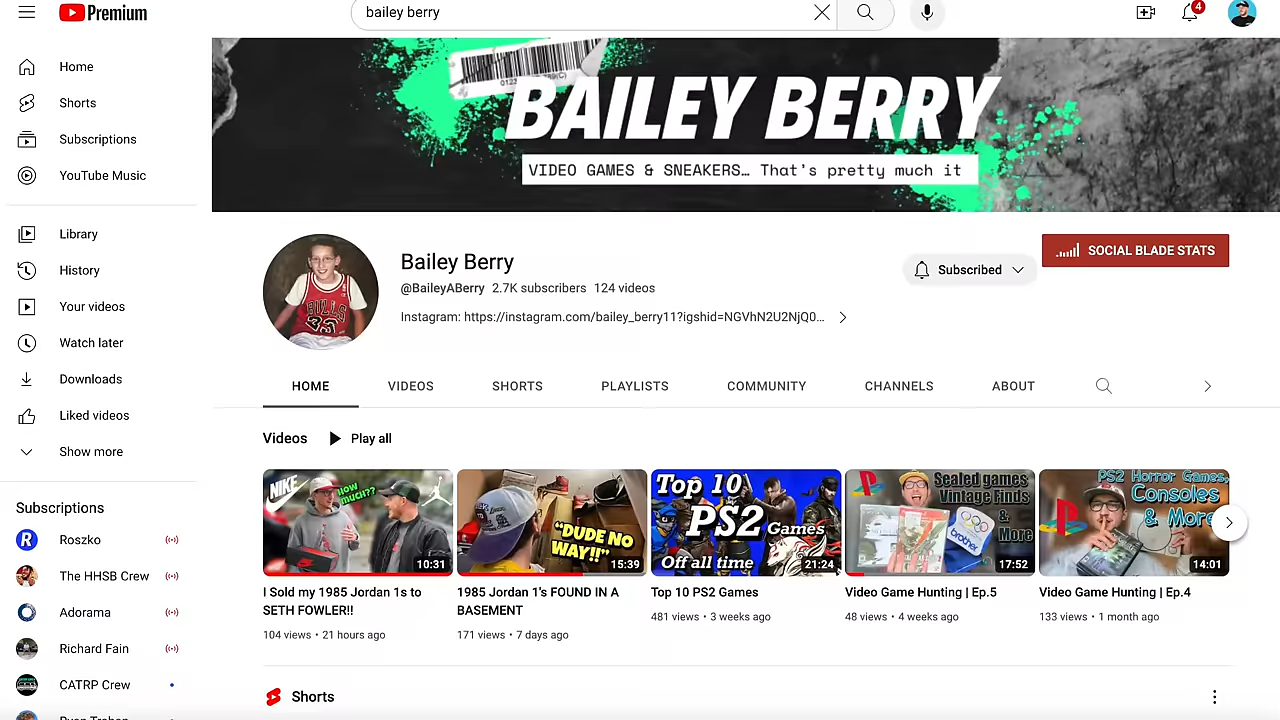 Premium
bailey berry
4
Home
Shorts
Subscriptions
YouTube Music
Library
History
Your videos
Watch later
Downloads
Liked videos
Show more
Subscriptions
Roszko
The HHSB Crew
Adorama
Richard Fain
CATRP Crew
BAILEY BERRY
VIDEO GAMES & SNEAKERS… That's pretty much it
Bailey Berry
@BaileyABerry 2.7K subscribers 124 videos
Instagram: https://instagram.com/bailey_berry11?igshid=NGVhN2U2NjQ0...
Subscribed
SOCIAL BLADE STATS
BULLS
23
HOME VIDEOS SHORTS PLAYLISTS COMMUNITY CHANNELS ABOUT
Videos Play all
NIKE
HOW
MUCH??
10:31
I Sold my 1985 Jordan 1s to
SETH FOWLER!!
104 views • 21 hours ago
"DUDE NO
WAY!!"
15:39
1985 Jordan 1's FOUND IN A
BASEMENT
171 views • 7 days ago
Top 10
PS2 Games
Off all time
21:24
Top 10 PS2 Games
481 views • 3 weeks ago
Sealed games
Vintage Finds
&
More
brother
17:52
Video Game Hunting | Ep.5
48 views • 4 weeks ago
PS2 Horror Games,
Consoles
& More
14:01
Video Game Hunting | Ep.4
133 views • 1 month ago
Shorts